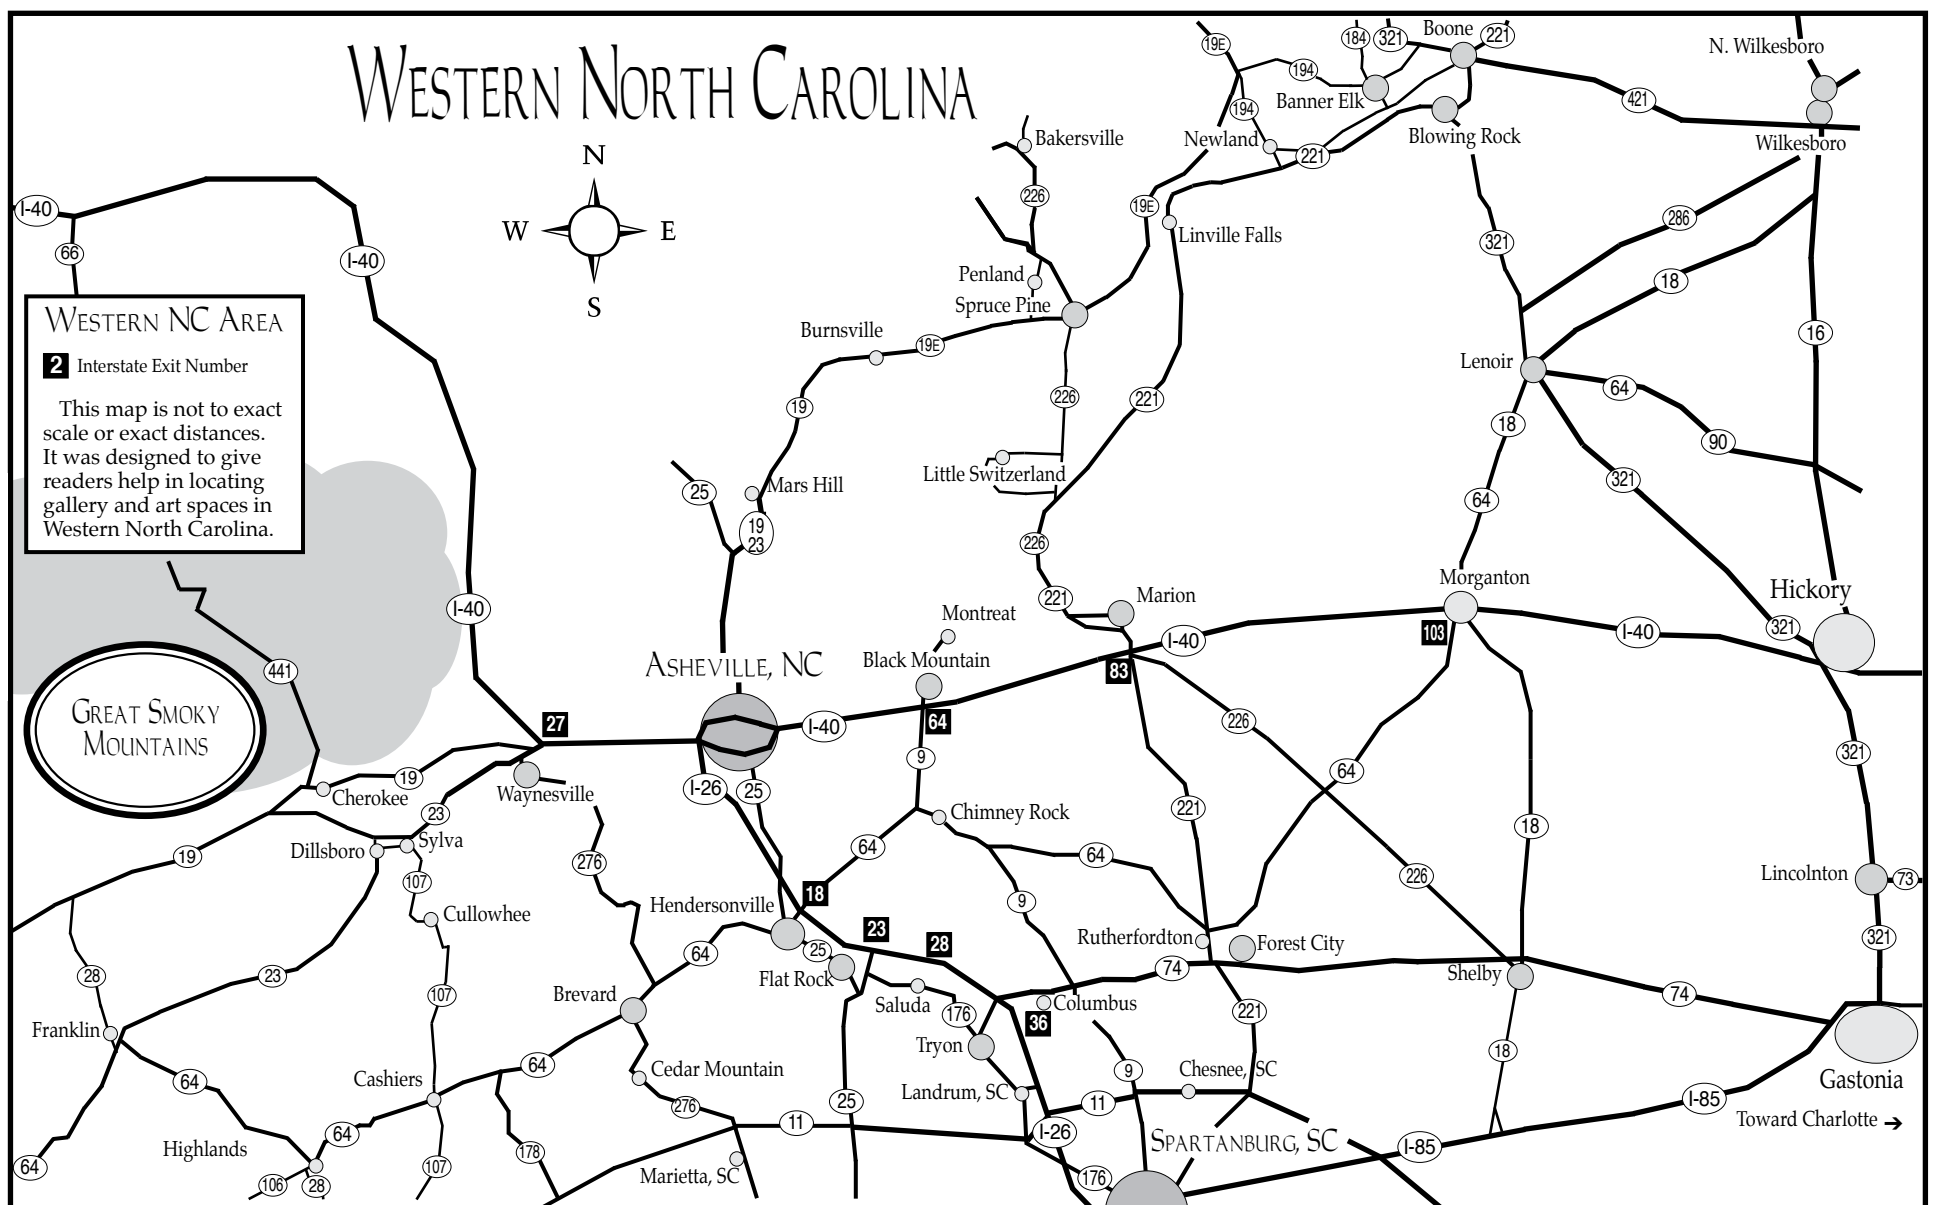 WESTERN NORTH CAROLINA
N
W E
S
WESTERN NC AREA
2 Interstate Exit Number
This map is not to exact
scale or exact distances.
It was designed to give
readers help in locating
gallery and art spaces in
Western North Carolina.
GREAT SMOKY
MOUNTAINS
I-40
66
I-40
I-40
441
27
19
Cherokee
23
Waynesville
Sylva
Dillsboro
19
107
Cullowhee
276
28
23
107
Franklin
64
Cashiers
Highlands
64
64
106
28
107
64
178
Brevard
64
Cedar Mountain
276
11
Marietta, SC
25
Mars Hill
19
23
19
Burnsville
19E
ASHEVILLE, NC
I-26
25
I-40
Montreat
Black Mountain
64
9
Chimney Rock
64
18
Hendersonville
25
Flat Rock
23
28
Saluda
176
Tryon
36
Columbus
Landrum, SC
25
11
I-26
176
9
Chesnee, SC
SPARTANBURG, SC
Bakersville
226
Penland
Spruce Pine
19E
19E
194
194
Newland
184
321
Boone
221
Banner Elk
Blowing Rock
221
Linville Falls
226
221
Little Switzerland
226
221
Marion
83
I-40
226
221
64
9
64
Rutherfordton
Forest City
74
221
226
421
N. Wilkesboro
Wilkesboro
321
286
18
16
Lenoir
64
90
18
321
64
Morganton
103
I-40
321
Hickory
321
18
Lincolnton
73
321
Shelby
74
18
Gastonia
I-85
I-85
Toward Charlotte →